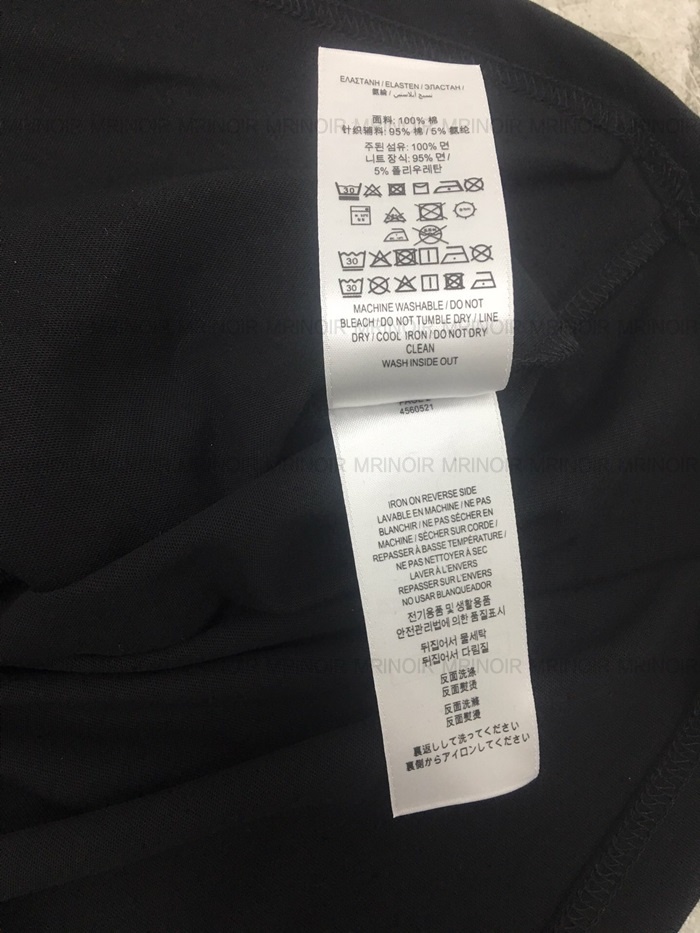 ΕΛΑΣΤΑΝΗ / ELASTEN / ЭЛАСТАН /
面料: 100% 棉
针织辅料: 95% 棉 / 5% 氨纶
주된 섬유: 100% 면
니트 장식: 95% 면 /
5% 폴리우레탄
30
30
30
MACHINE WASHABLE / DO NOT
BLEACH / DO NOT TUMBLE DRY / LINE
DRY / COOL IRON / DO NOT DRY
CLEAN
WASH INSIDE OUT
4560521
MRINOIR MRINOIR MRINOIR MRINOIR
IRON ON REVERSE SIDE
LAVABLE EN MACHINE / NE PAS
BLANCHIR / NE PAS SÉCHER EN
MACHINE / SÉCHER SUR CORDE /
REPASSER À BASSE TEMPÉRATURE /
NE PAS NETTOYER À SEC
LAVER À L'ENVERS
REPASSER SUR L'ENVERS
NO USAR BLANQUEADOR
전기용품 및 생활용품
안전관리법에 의한 품질표시
뒤집어서 물세탁
뒤집어서 다림질
反面洗涤
反面熨烫
反面洗滌
反面熨燙
裏返しして洗ってください
裏側からアイロンしてください